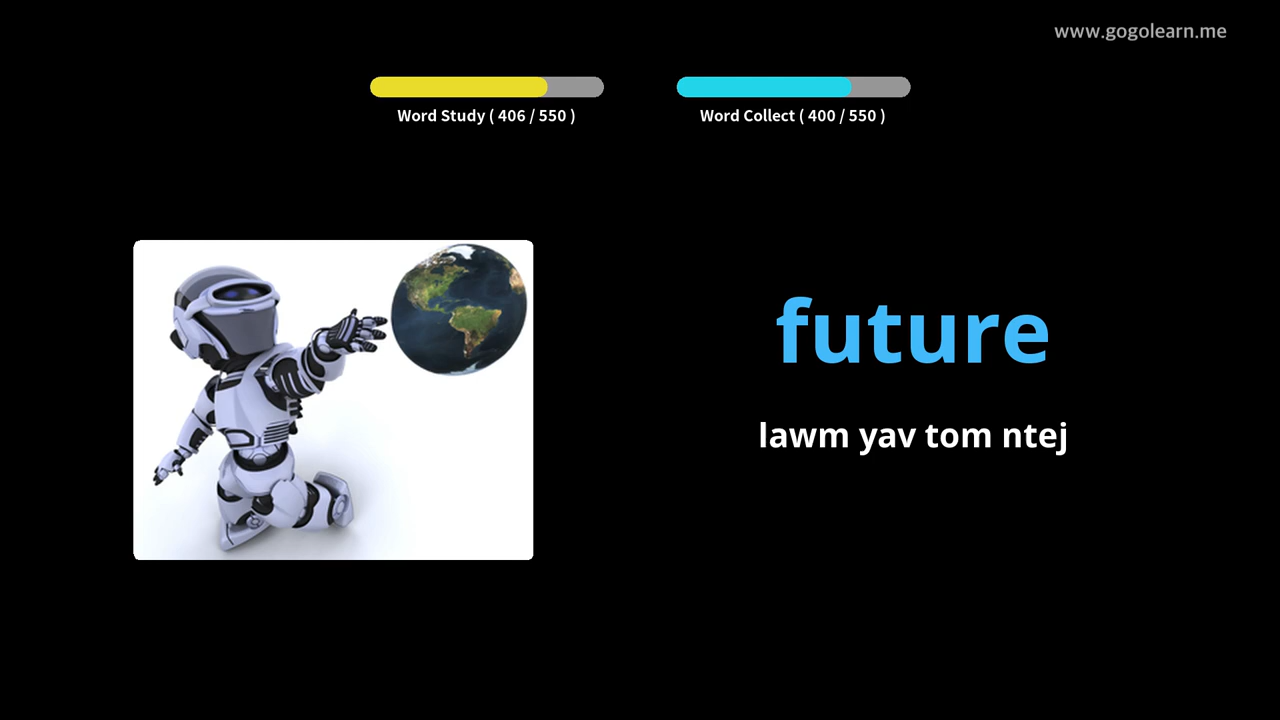 www.gogolearn.me
Word Study ( 406 / 550 )
Word Collect ( 400 / 550 )
future
lawm yav tom ntej